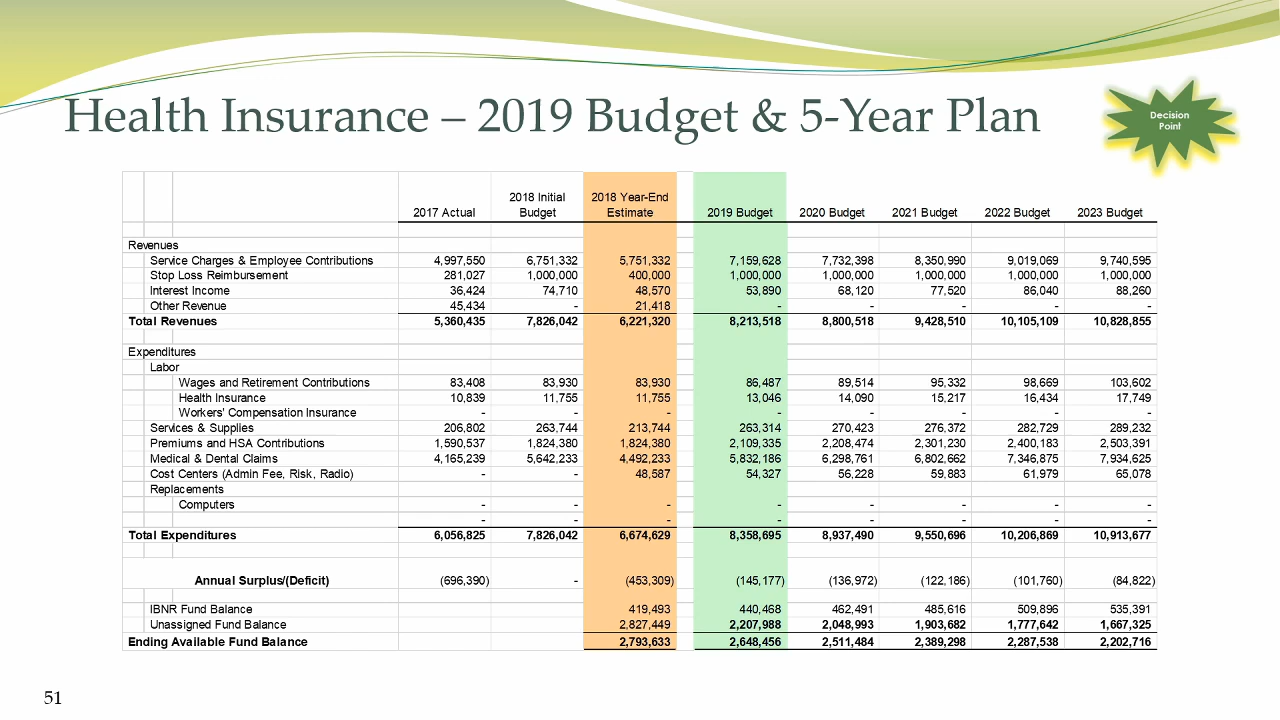 Health Insurance – 2019 Budget & 5-Year Plan
Decision
Point
2017 Actual 2018 Initial Budget 2018 Year-End Estimate 2019 Budget 2020 Budget 2021 Budget 2022 Budget 2023 Budget
Revenues
Service Charges & Employee Contributions 4,997,550 6,751,332 5,751,332 7,159,628 7,732,398 8,350,990 9,019,069 9,740,595
Stop Loss Reimbursement 281,027 1,000,000 400,000 1,000,000 1,000,000 1,000,000 1,000,000 1,000,000
Interest Income 36,424 74,710 48,570 53,890 68,120 77,520 86,040 88,260
Other Revenue 45,434 - 21,418 - - - - -
Total Revenues 5,360,435 7,826,042 6,221,320 8,213,518 8,800,518 9,428,510 10,105,109 10,828,855
Expenditures
Labor
Wages and Retirement Contributions 83,408 83,930 83,930 86,487 89,514 95,332 98,669 103,602
Health Insurance 10,839 11,755 11,755 13,046 14,090 15,217 16,434 17,749
Workers' Compensation Insurance - - - - - - - -
Services & Supplies 206,802 263,744 213,744 263,314 270,423 276,372 282,729 289,232
Premiums and HSA Contributions 1,590,537 1,824,380 1,824,380 2,109,335 2,208,474 2,301,230 2,400,183 2,503,391
Medical & Dental Claims 4,165,239 5,642,233 4,492,233 5,832,186 6,298,761 6,802,662 7,346,875 7,934,625
Cost Centers (Admin Fee, Risk, Radio) - - 48,587 54,327 56,228 59,883 61,979 65,078
Replacements
Computers - - - - - - - -
- - - - - - - -
Total Expenditures 6,056,825 7,826,042 6,674,629 8,358,695 8,937,490 9,550,696 10,206,869 10,913,677
Annual Surplus/(Deficit) (696,390) - (453,309) (145,177) (136,972) (122,186) (101,760) (84,822)
IBNR Fund Balance 419,493 440,468 462,491 485,616 509,896 535,391
Unassigned Fund Balance 2,827,449 2,207,988 2,048,993 1,903,682 1,777,642 1,667,325
Ending Available Fund Balance 2,793,633 2,648,456 2,511,484 2,389,298 2,287,538 2,202,716
51